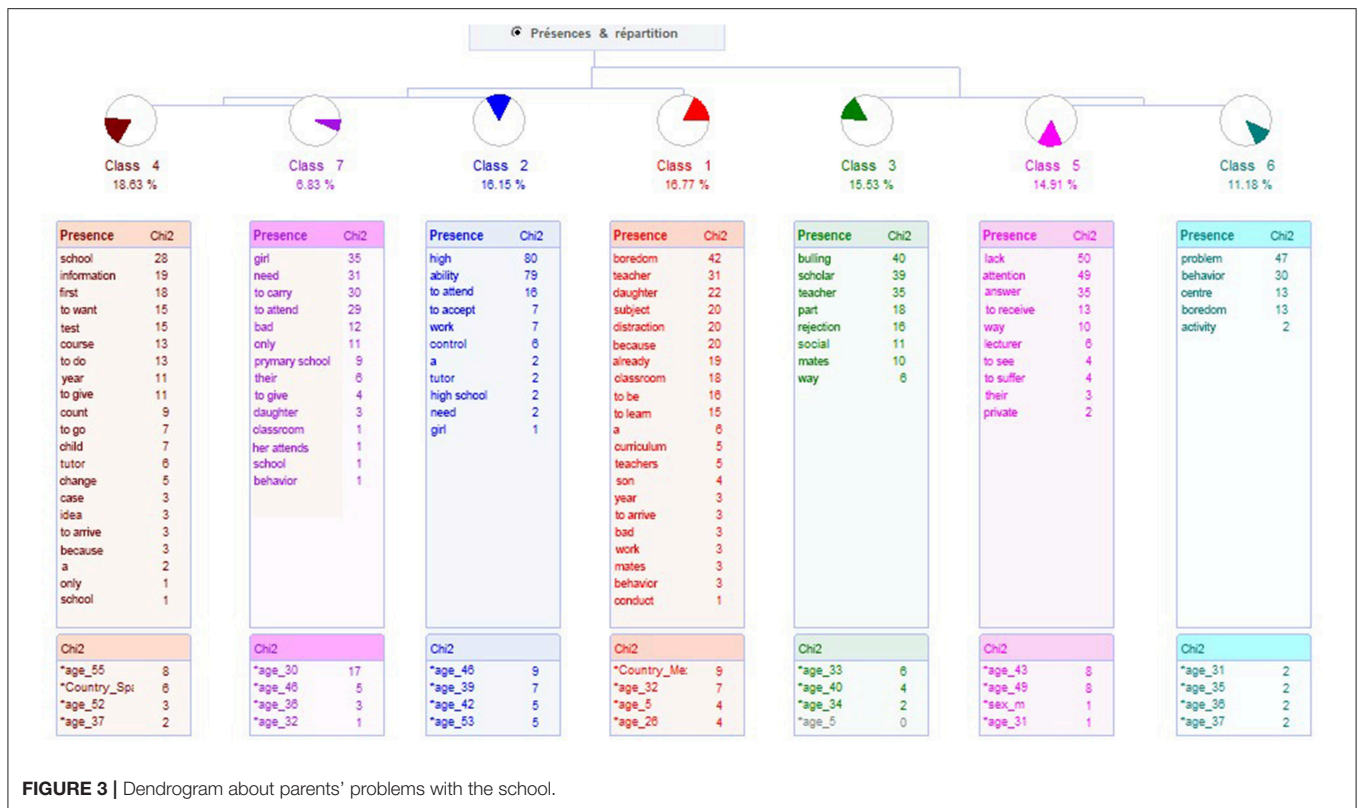 Présences & répartition
Class 4
18.63 %
Class 7
6.83 %
Class 2
16.15 %
Class 1
16.77 %
Class 3
15.53 %
Class 5
14.91 %
Class 6
11.18 %
Presence Chi2
school 28
information 19
first 18
to want 15
test 15
course 13
to do 13
year 11
to give 11
count 9
to go 7
child 7
tutor 6
change 5
case 3
idea 3
to arrive 3
because 3
a 2
only 1
school 1
Chi2
*age_55 8
*Country_Spa 6
*age_52 3
*age_37 2
Presence Chi2
girl 35
need 31
to carry 30
to attend 29
bad 12
only 11
prymary school 9
their 6
to give 4
daughter 3
classroom 1
her attends 1
school 1
behavior 1
Chi2
*age_30 17
*age_46 5
*age_36 3
*age_32 1
Presence Chi2
high 80
ability 79
to attend 16
to accept 7
work 7
control 6
a 2
tutor 2
high school 2
need 2
girl 1
Chi2
*age_46 9
*age_39 7
*age_42 5
*age_53 5
Presence Chi2
boredom 42
teacher 31
daughter 22
subject 20
distraction 20
because 20
already 19
classroom 18
to be 16
to learn 15
a 6
curriculum 5
teachers 5
son 4
year 3
to arrive 3
bad 3
work 3
mates 3
behavior 3
conduct 1
Chi2
*Country_Me: 9
*age_32 7
*age_5 4
*age_26 4
Presence Chi2
bulling 40
scholar 39
teacher 35
part 18
rejection 16
social 11
mates 10
way 6
Chi2
*age_33 6
*age_40 4
*age_34 2
*age_5 0
Presence Chi2
lack 50
attention 49
answer 35
to receive 13
way 10
lecturer 6
to see 4
to suffer 4
their 3
private 2
Chi2
*age_43 8
*age_49 8
*sex_m 1
*age_31 1
Presence Chi2
problem 47
behavior 30
centre 13
boredom 13
activity 2
Chi2
*age_31 2
*age_35 2
*age_36 2
*age_37 2
FIGURE 3 | Dendrogram about parents' problems with the school.